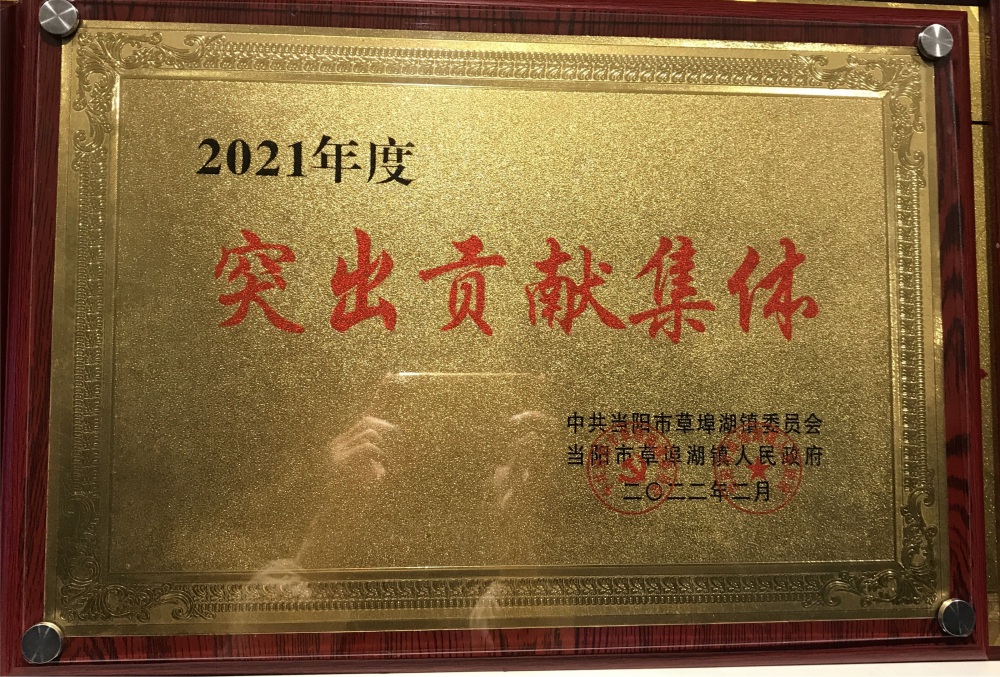 2021年度
突出贡献集体
中共当阳市草埠湖镇委员会
当阳市草埠湖镇人民政府
二〇二二年二月